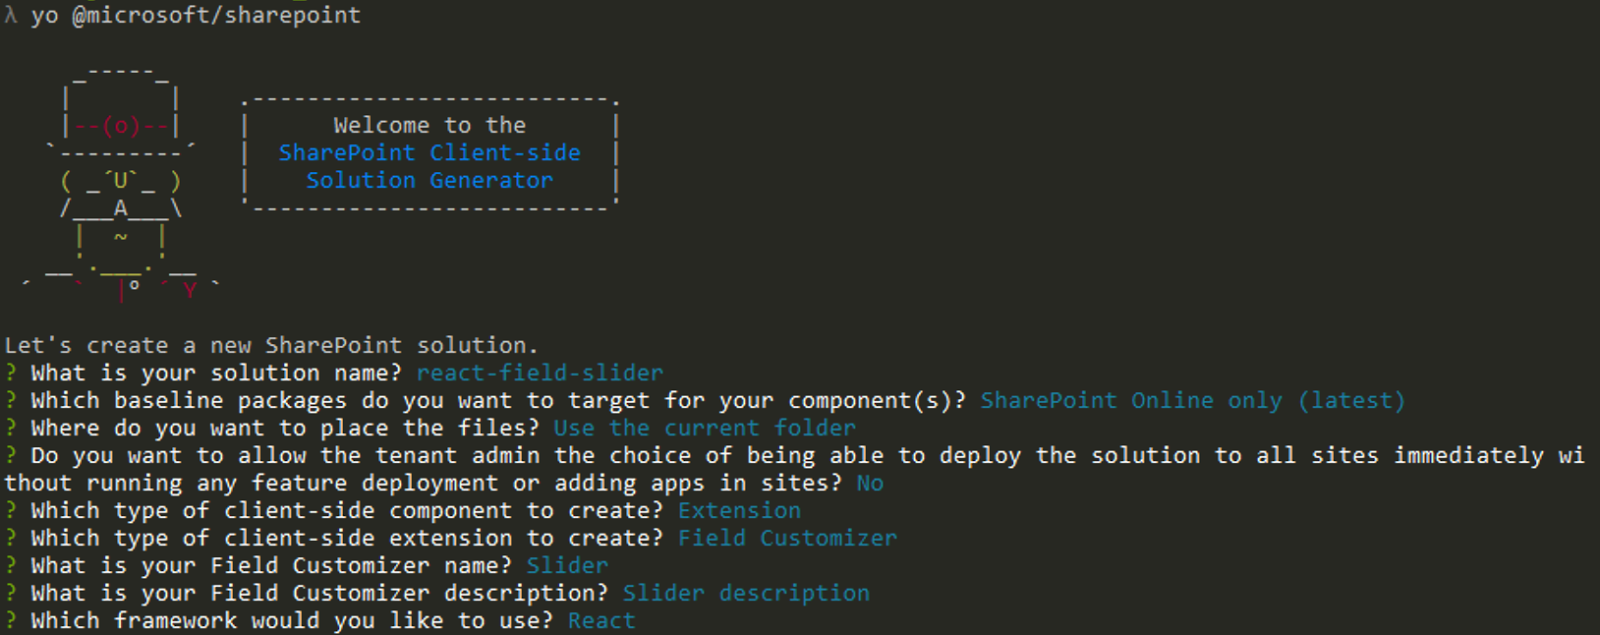 λ yo @microsoft/sharepoint
Welcome to the
SharePoint Client-side
Solution Generator
Let's create a new SharePoint solution.
? What is your solution name? react-field-slider
? Which baseline packages do you want to target for your component(s)? SharePoint Online only (latest)
? Where do you want to place the files? Use the current folder
? Do you want to allow the tenant admin the choice of being able to deploy the solution to all sites immediately wi
thout running any feature deployment or adding apps in sites? No
? Which type of client-side component to create? Extension
? Which type of client-side extension to create? Field Customizer
? What is your Field Customizer name? Slider
? What is your Field Customizer description? Slider description
? Which framework would you like to use? React